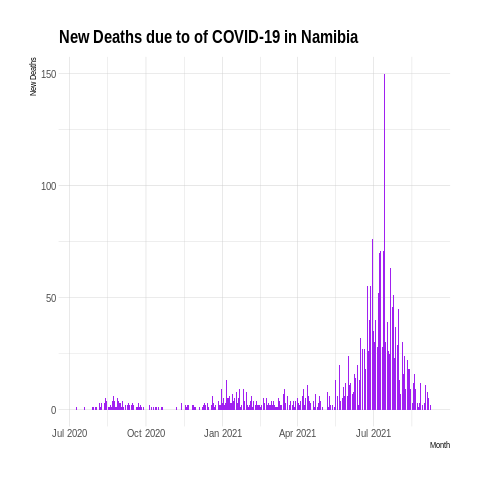 New Deaths due to of COVID-19 in Namibia
New Deaths
150
100
50
0
Jul 2020
Oct 2020
Jan 2021
Apr 2021
Jul 2021
Month